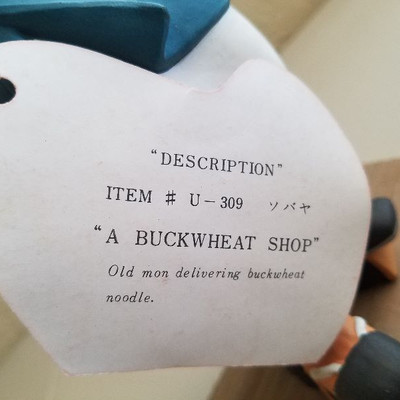 "DESCRIPTION"
ITEM # U-309 ソバヤ
"A BUCKWHEAT SHOP"
Old mon delivering buckwheat
noodle.